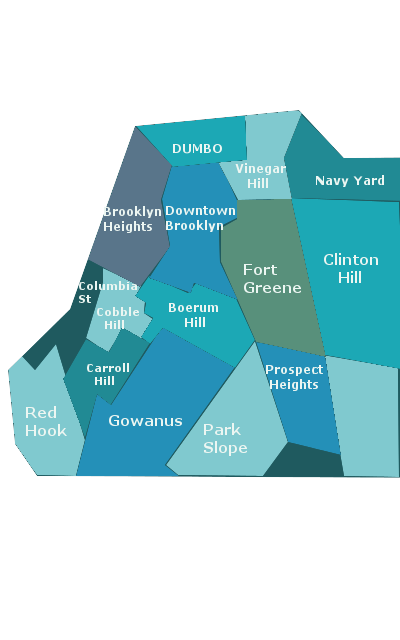 DUMBO
Vinegar
Hill
Navy Yard
Brooklyn
Heights
Downtown
Brooklyn
Clinton
Hill
Fort
Greene
Columbia
St
Cobble
Hill
Boerum
Hill
Carroll
Hill
Prospect
Heights
Red
Hook
Gowanus
Park
Slope